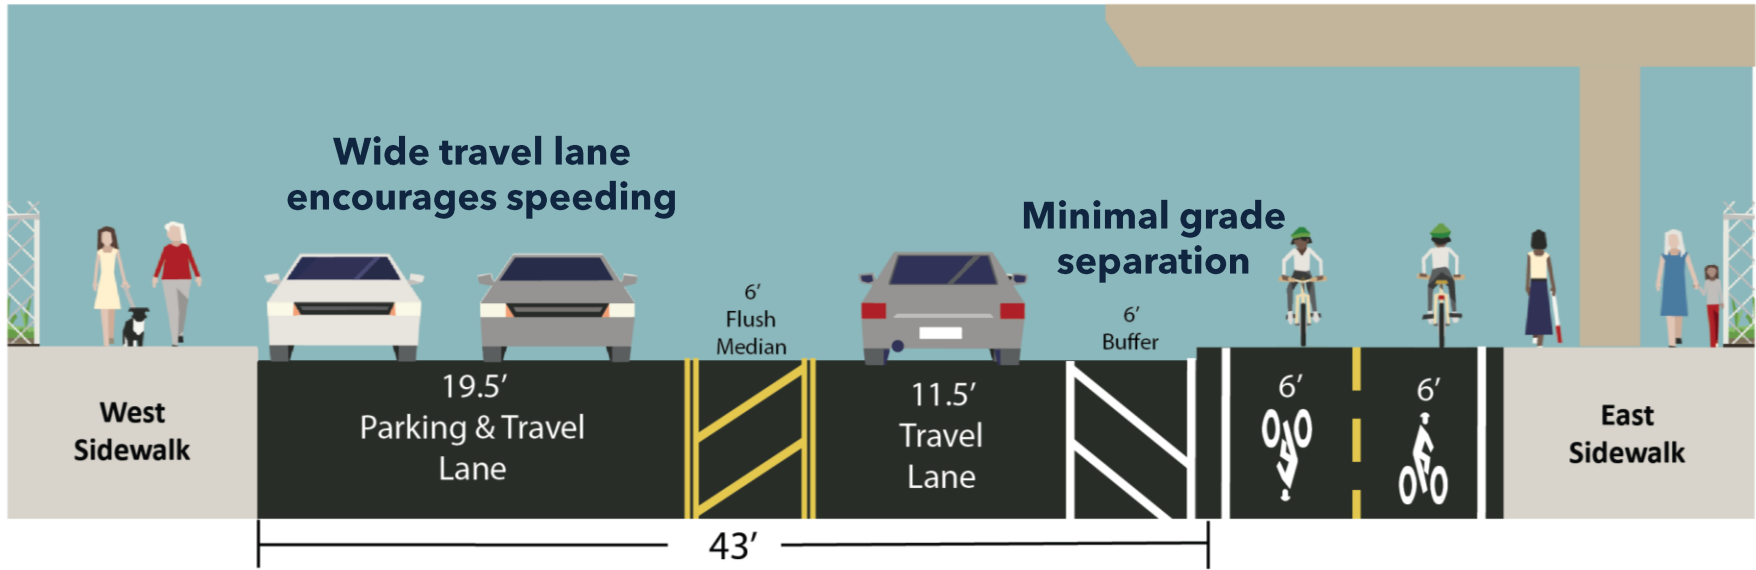 Wide travel lane
encourages speeding
Minimal grade
separation
6’
Flush
Median
6’
Buffer
West
Sidewalk
19.5’
Parking & Travel
Lane
11.5’
Travel
Lane
6’
6’
East
Sidewalk
43’